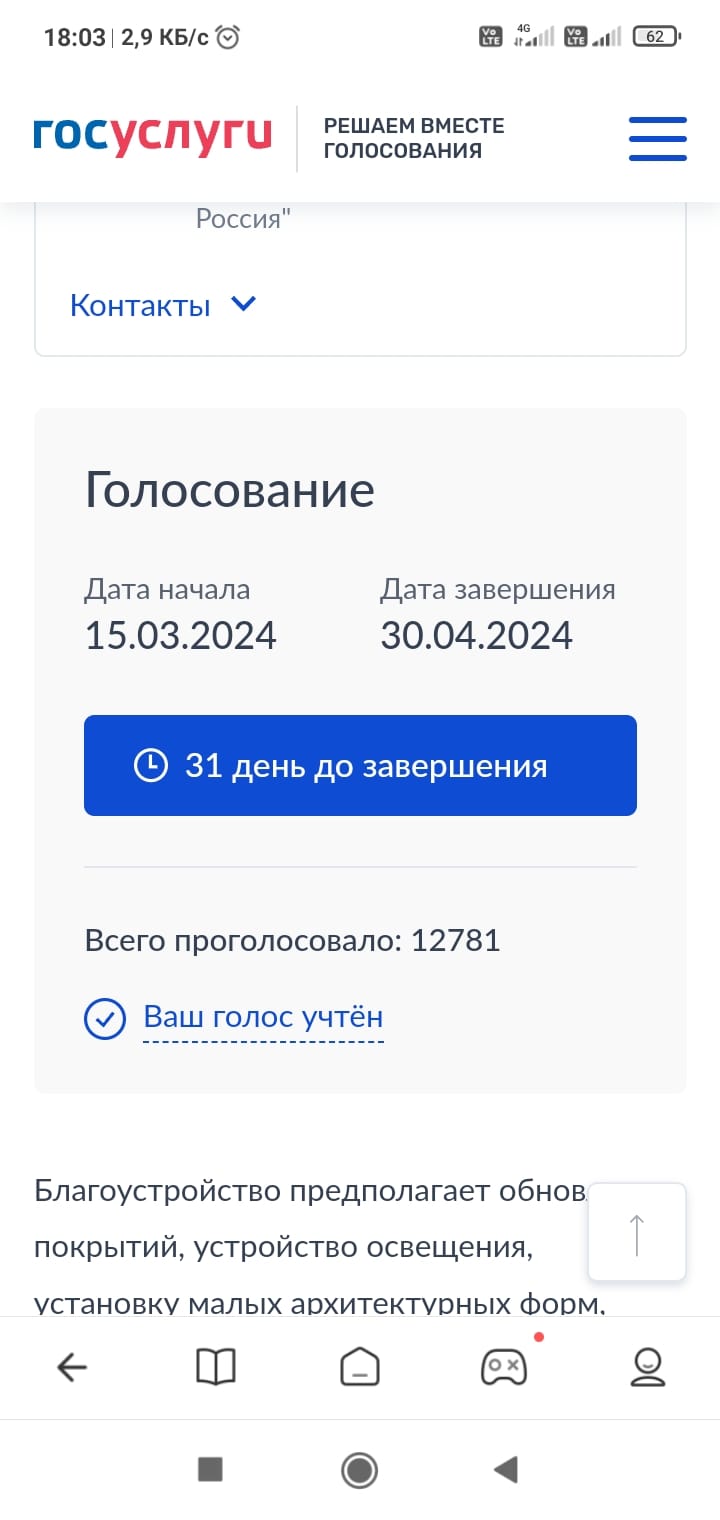 18:03 | 2,9 КБ/с
Vo LTE 4G Vo LTE 62
госуслуги
РЕШАЕМ ВМЕСТЕ
ГОЛОСОВАНИЯ
Россия"
Контакты
Голосование
Дата начала
15.03.2024
Дата завершения
30.04.2024
31 день до завершения
Всего проголосовало: 12781
Ваш голос учтён
Благоустройство предполагает обнов
покрытий, устройство освещения,
установку малых архитектурных форм,